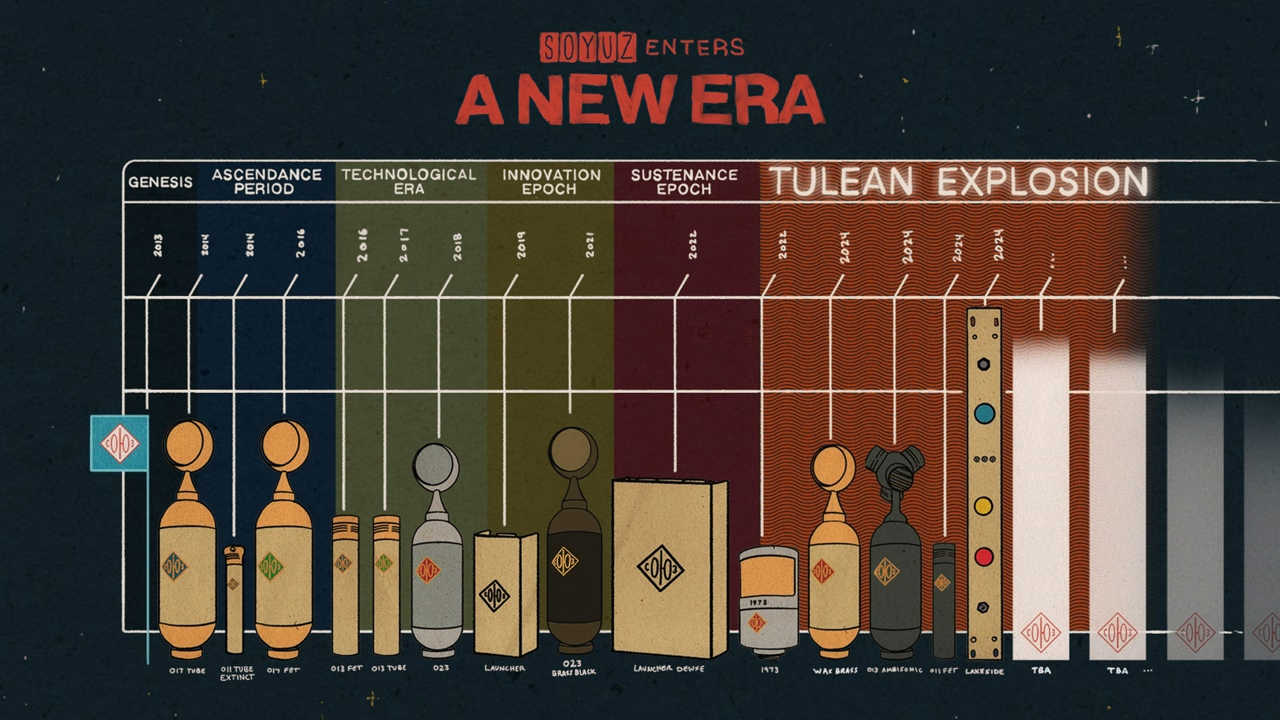 SOYUZ ENTERS
A NEW ERA
GENESIS
ASCENDANCE
PERIOD
TECHNOLOGICAL
ERA
INNOVATION
EPOCH
SUSTENANCE
EPOCH
TULEAN EXPLOSION
2013
2014
2014
2016
2016
2017
2018
2019
2021
2022
2022
2024
2024
2024
2024
...
...
1973
017 TUBE
011 TUBE
EXTINCT
017 FET
013 FET
013 TUBE
023
LAUNCHER
023
BRASS BLACK
LAUNCHER DELUXE
1973
WAX BRASS
013 AMBISONIC
011 FET
LAKESIDE
TBA
TBA ...